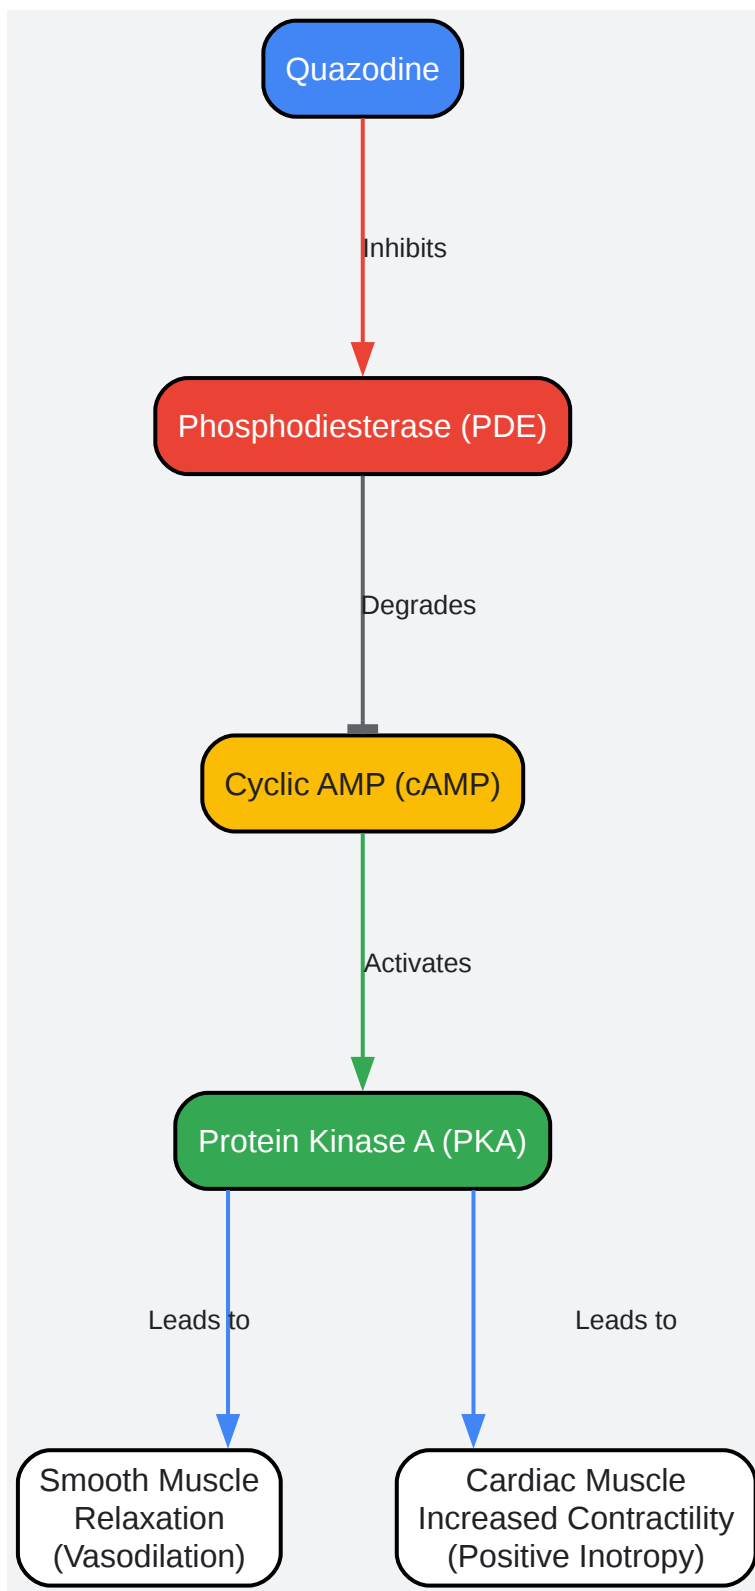 Quazodine
Inhibits
Phosphodiesterase (PDE)
Degrades
Cyclic AMP (cAMP)
Activates
Protein Kinase A (PKA)
Leads to
Leads to
Smooth Muscle
Relaxation
(Vasodilation)
Cardiac Muscle
Increased Contractility
(Positive Inotropy)